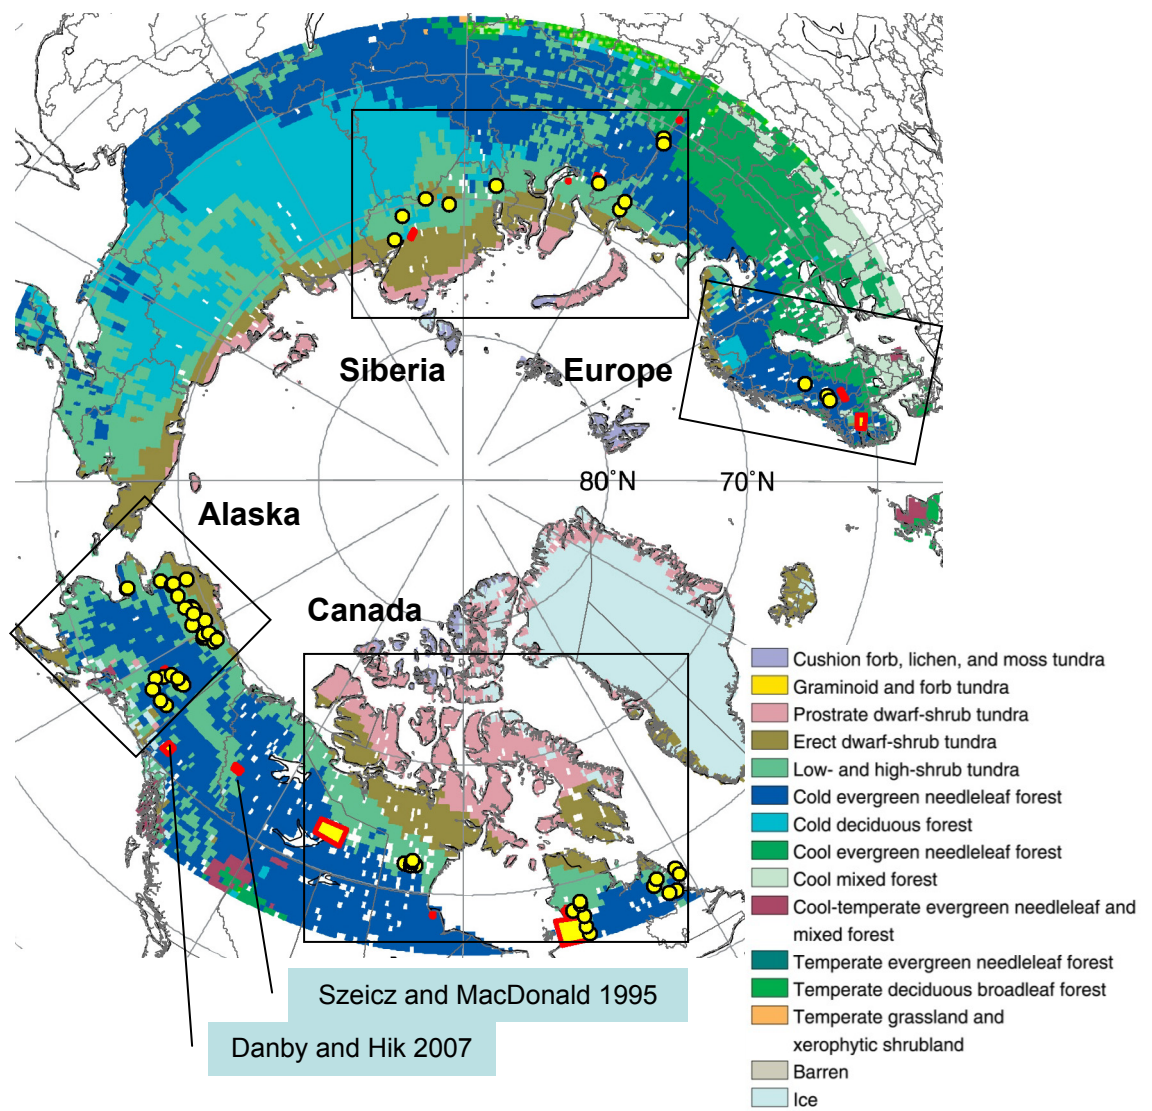 Siberia
Europe
80°N
70°N
Alaska
Canada
Cushion forb, lichen, and moss tundra
Graminoid and forb tundra
Prostrate dwarf-shrub tundra
Erect dwarf-shrub tundra
Low- and high-shrub tundra
Cold evergreen needleleaf forest
Cold deciduous forest
Cool evergreen needleleaf forest
Cool mixed forest
Cool-temperate evergreen needleleaf and
mixed forest
Temperate evergreen needleleaf forest
Temperate deciduous broadleaf forest
Temperate grassland and
xerophytic shrubland
Barren
Ice
Szeicz and MacDonald 1995
Danby and Hik 2007